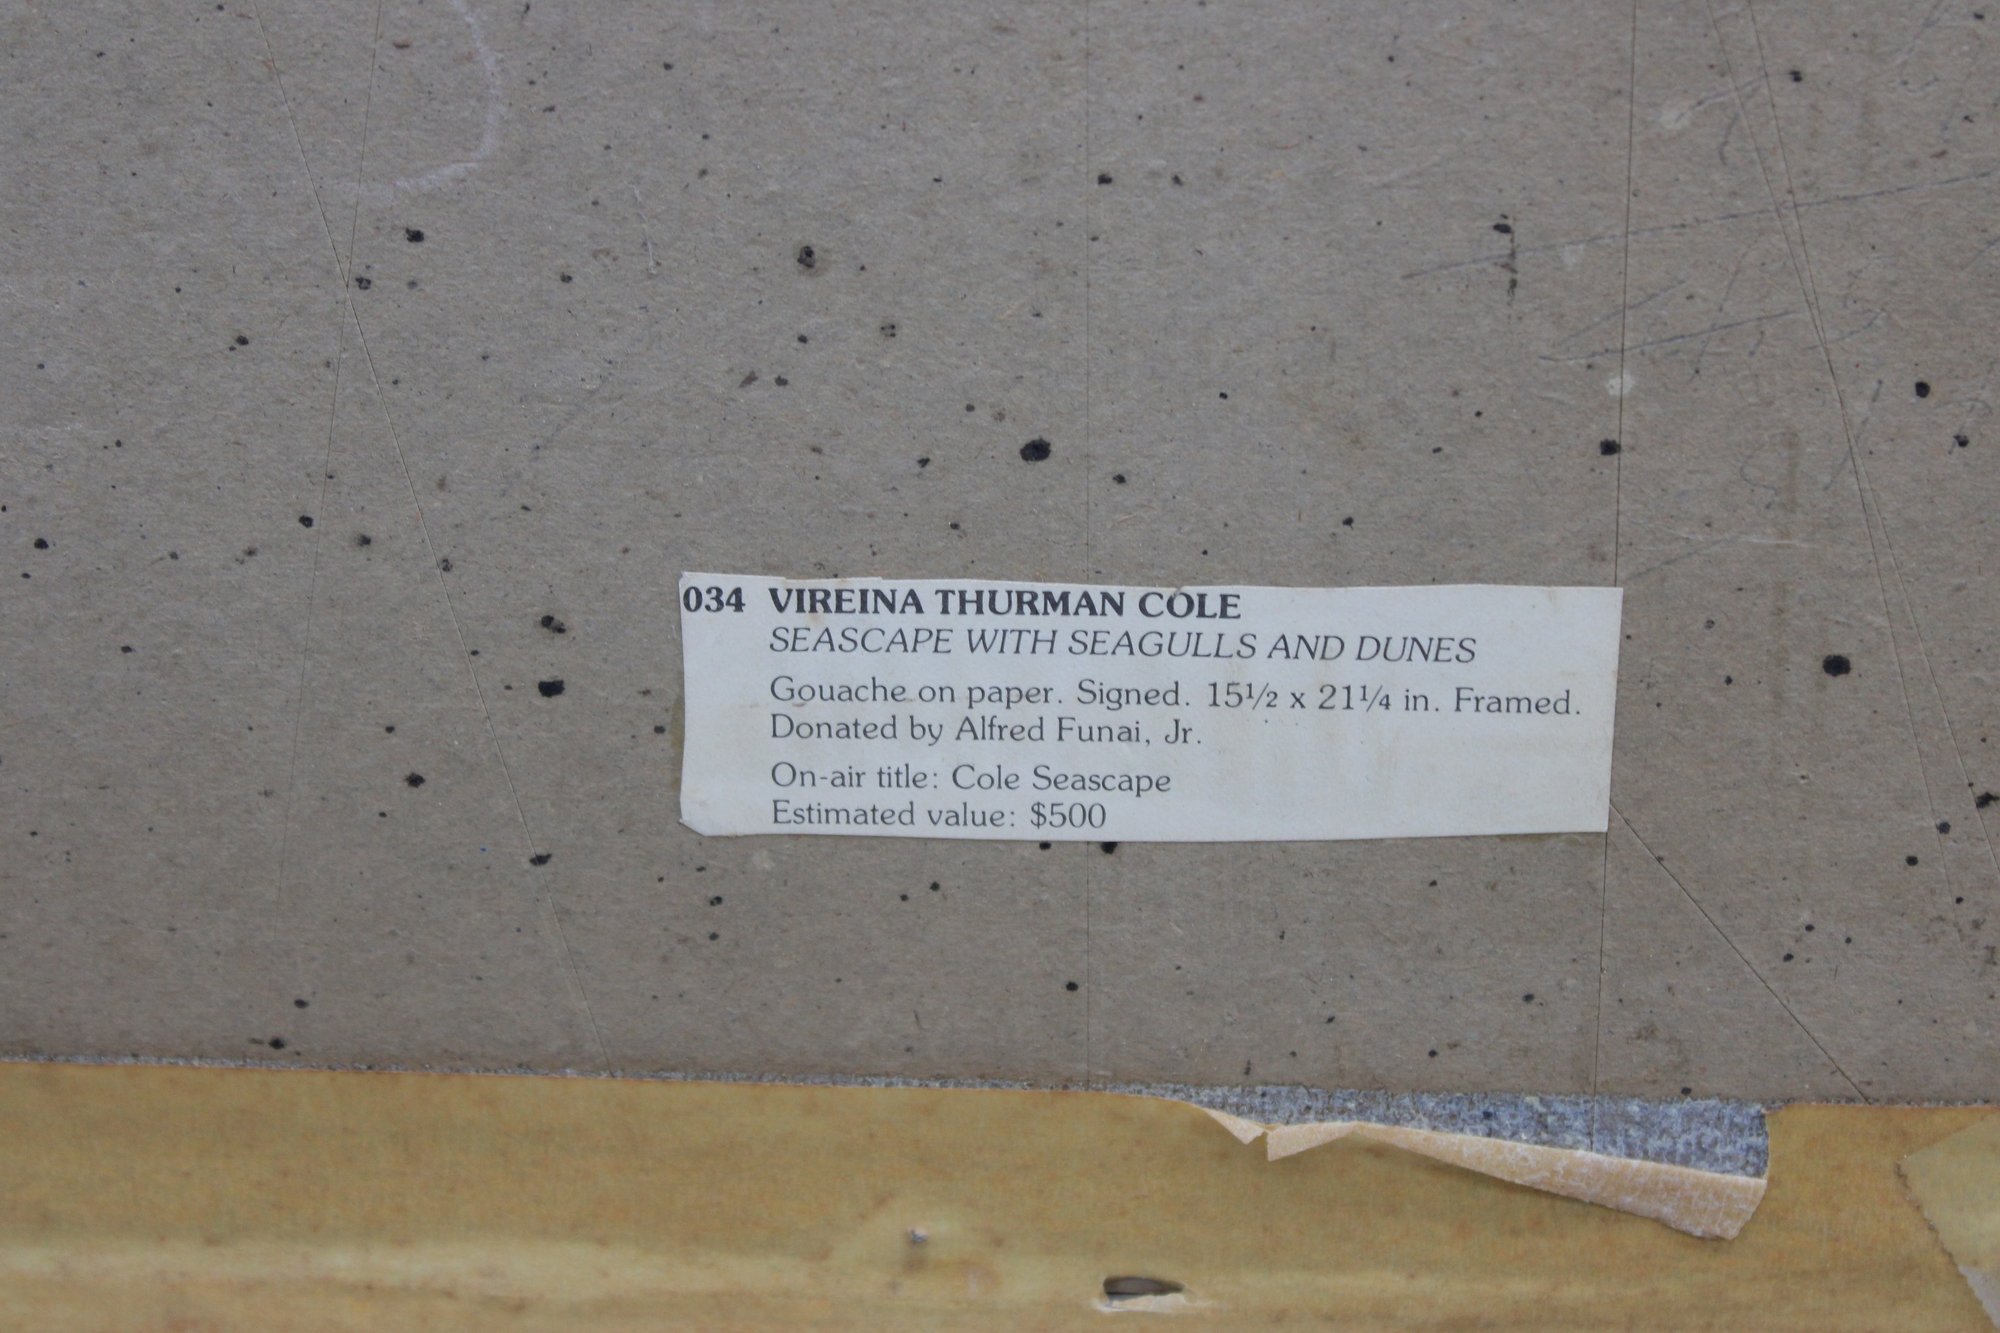 034 VIREINA THURMAN COLE
SEASCAPE WITH SEAGULLS AND DUNES
Gouache on paper. Signed. 15½ x 21¼ in. Framed.
Donated by Alfred Funai, Jr.
On-air title: Cole Seascape
Estimated value: $500